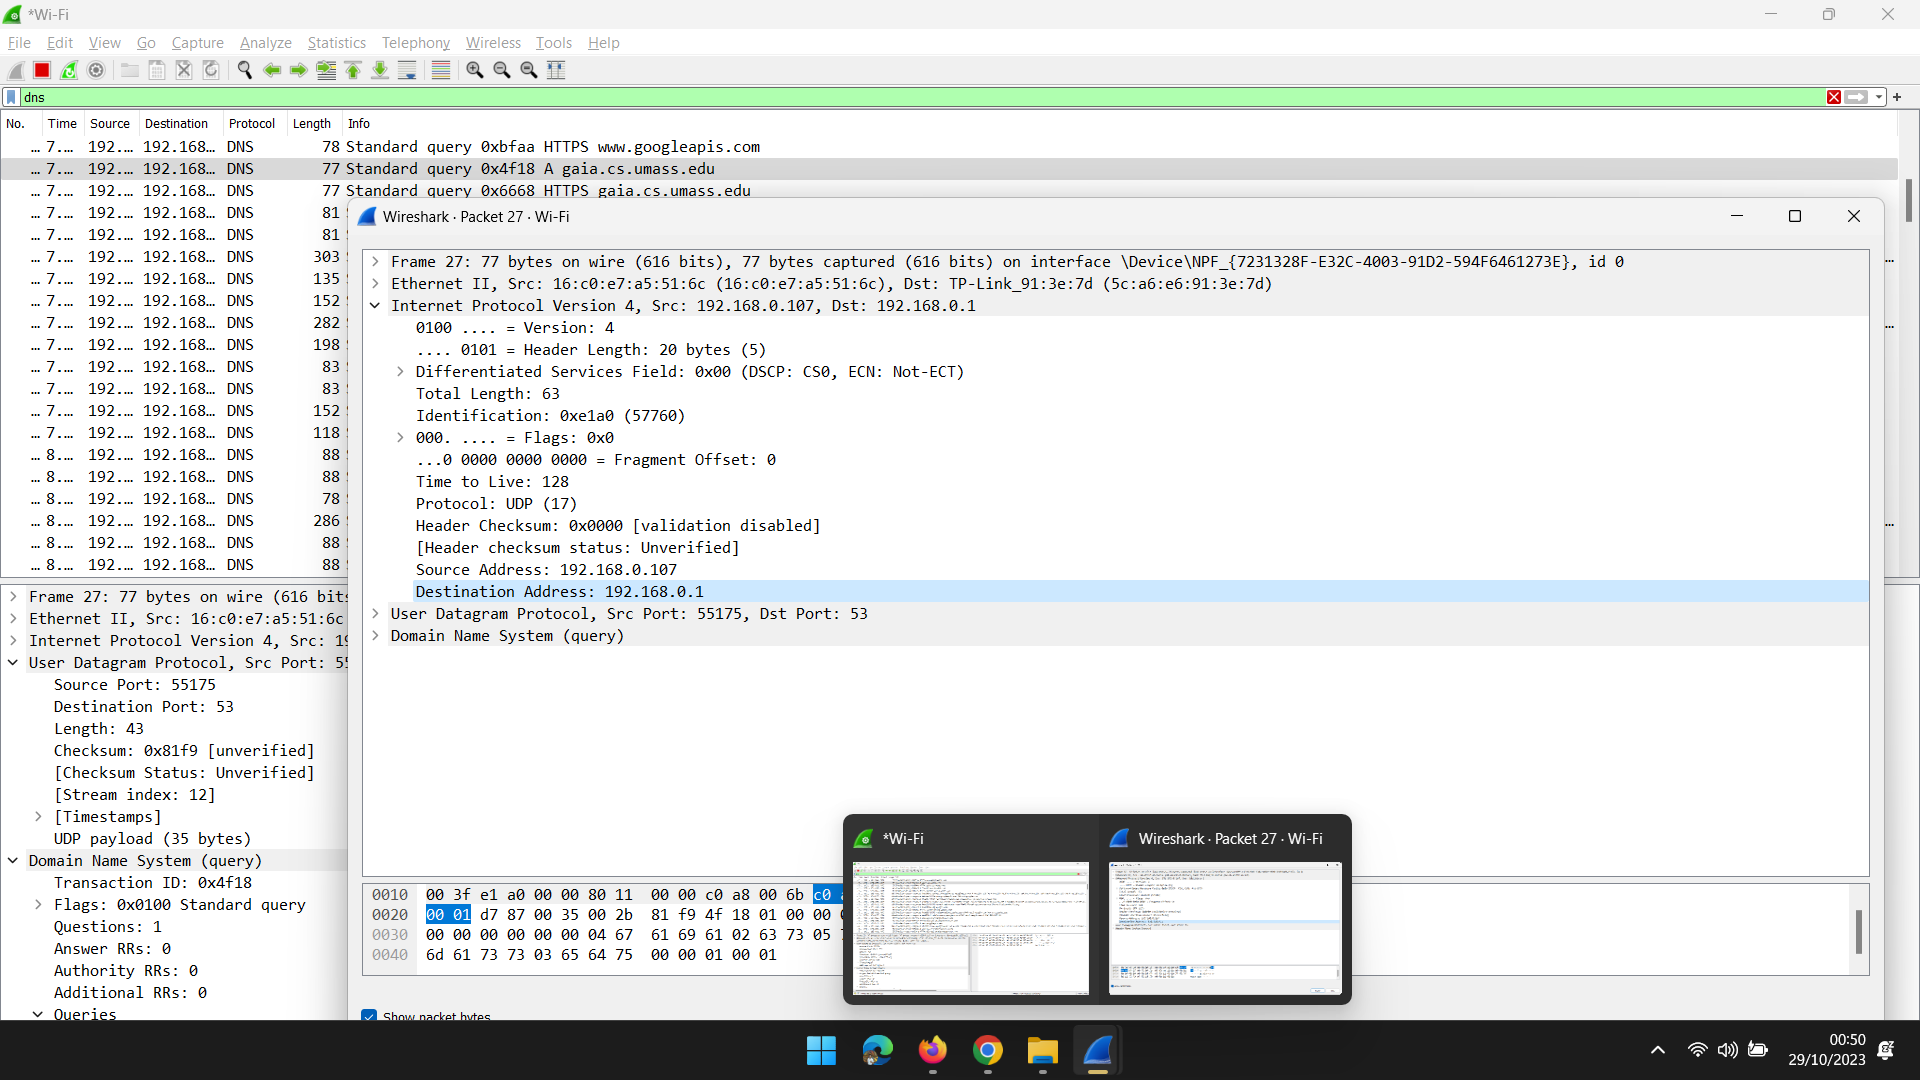 *Wi-Fi
File Edit View Go Capture Analyze Statistics Telephony Wireless Tools Help
dns
No. Time Source Destination Protocol Length Info
... 7.... 192.... 192.168... DNS 78 Standard query 0xbfaa HTTPS www.googleapis.com
... 7.... 192.... 192.168... DNS 77 Standard query 0x4f18 A gaia.cs.umass.edu
... 7.... 192.... 192.168... DNS 77 Standard query 0x6668 HTTPS gaia.cs.umass.edu
... 7.... 192.... 192.168... DNS 81
... 7.... 192.... 192.168... DNS 81
... 7.... 192.... 192.168... DNS 303
... 7.... 192.... 192.168... DNS 135
... 7.... 192.... 192.168... DNS 152
... 7.... 192.... 192.168... DNS 282
... 7.... 192.... 192.168... DNS 198
... 7.... 192.... 192.168... DNS 83
... 7.... 192.... 192.168... DNS 83
... 7.... 192.... 192.168... DNS 152
... 7.... 192.... 192.168... DNS 118
... 8.... 192.... 192.168... DNS 88
... 8.... 192.... 192.168... DNS 88
... 8.... 192.... 192.168... DNS 78
... 8.... 192.... 192.168... DNS 286
... 8.... 192.... 192.168... DNS 88
... 8.... 192.... 192.168... DNS 88
Frame 27: 77 bytes on wire (616 bits
Ethernet II, Src: 16:c0:e7:a5:51:6c
Internet Protocol Version 4, Src: 19
User Datagram Protocol, Src Port: 55
Source Port: 55175
Destination Port: 53
Length: 43
Checksum: 0x81f9 [unverified]
[Checksum Status: Unverified]
[Stream index: 12]
[Timestamps]
UDP payload (35 bytes)
Domain Name System (query)
Transaction ID: 0x4f18
Flags: 0x0100 Standard query
Questions: 1
Answer RRs: 0
Authority RRs: 0
Additional RRs: 0
Queries
Wireshark · Packet 27 · Wi-Fi
Frame 27: 77 bytes on wire (616 bits), 77 bytes captured (616 bits) on interface \Device\NPF_{7231328F-E32C-4003-91D2-594F6461273E}, id 0
Ethernet II, Src: 16:c0:e7:a5:51:6c (16:c0:e7:a5:51:6c), Dst: TP-Link_91:3e:7d (5c:a6:e6:91:3e:7d)
Internet Protocol Version 4, Src: 192.168.0.107, Dst: 192.168.0.1
0100 .... = Version: 4
.... 0101 = Header Length: 20 bytes (5)
Differentiated Services Field: 0x00 (DSCP: CS0, ECN: Not-ECT)
Total Length: 63
Identification: 0xe1a0 (57760)
000. .... = Flags: 0x0
...0 0000 0000 0000 = Fragment Offset: 0
Time to Live: 128
Protocol: UDP (17)
Header Checksum: 0x0000 [validation disabled]
[Header checksum status: Unverified]
Source Address: 192.168.0.107
Destination Address: 192.168.0.1
User Datagram Protocol, Src Port: 55175, Dst Port: 53
Domain Name System (query)
0010 00 3f e1 a0 00 00 80 11 00 00 c0 a8 00 6b c0
0020 00 01 d7 87 00 35 00 2b 81 f9 4f 18 01 00 00
0030 00 00 00 00 00 00 04 67 61 69 61 02 63 73 05
0040 6d 61 73 73 03 65 64 75 00 00 01 00 01
Show packet bytes
*Wi-Fi
Wireshark · Packet 27 · Wi-Fi
00:50
29/10/2023